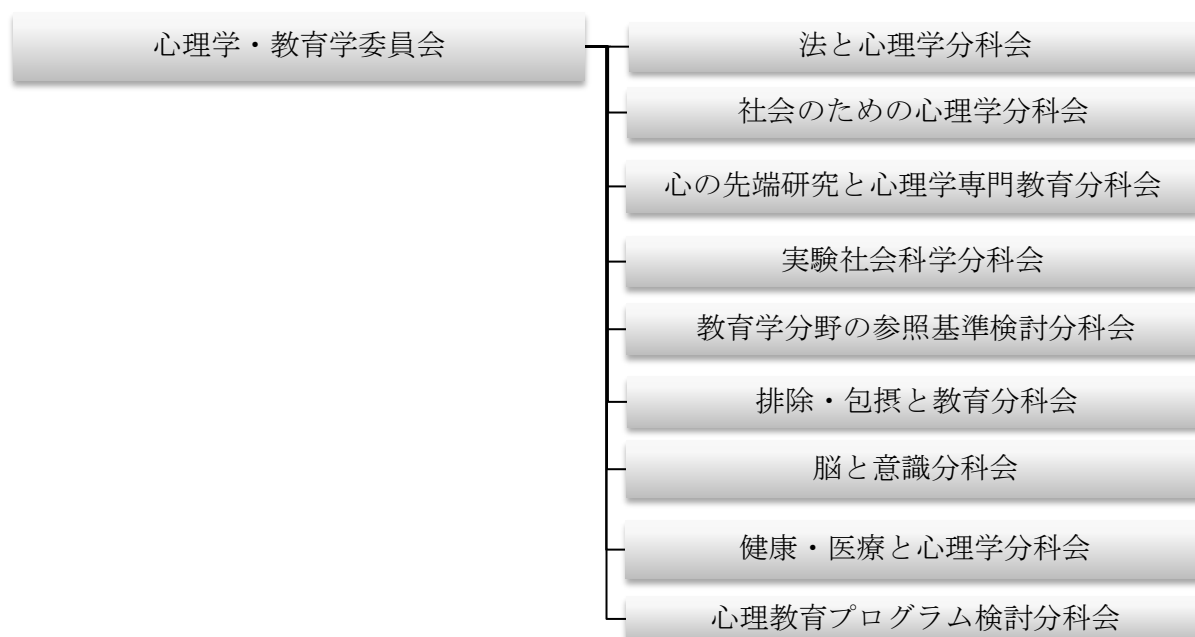 心理学・教育学委員会
法と心理学分科会
社会のための心理学分科会
心の先端研究と心理学専門教育分科会
実験社会科学分科会
教育学分野の参照基準検討分科会
排除・包摂と教育分科会
脳と意識分科会
健康・医療と心理学分科会
心理教育プログラム検討分科会